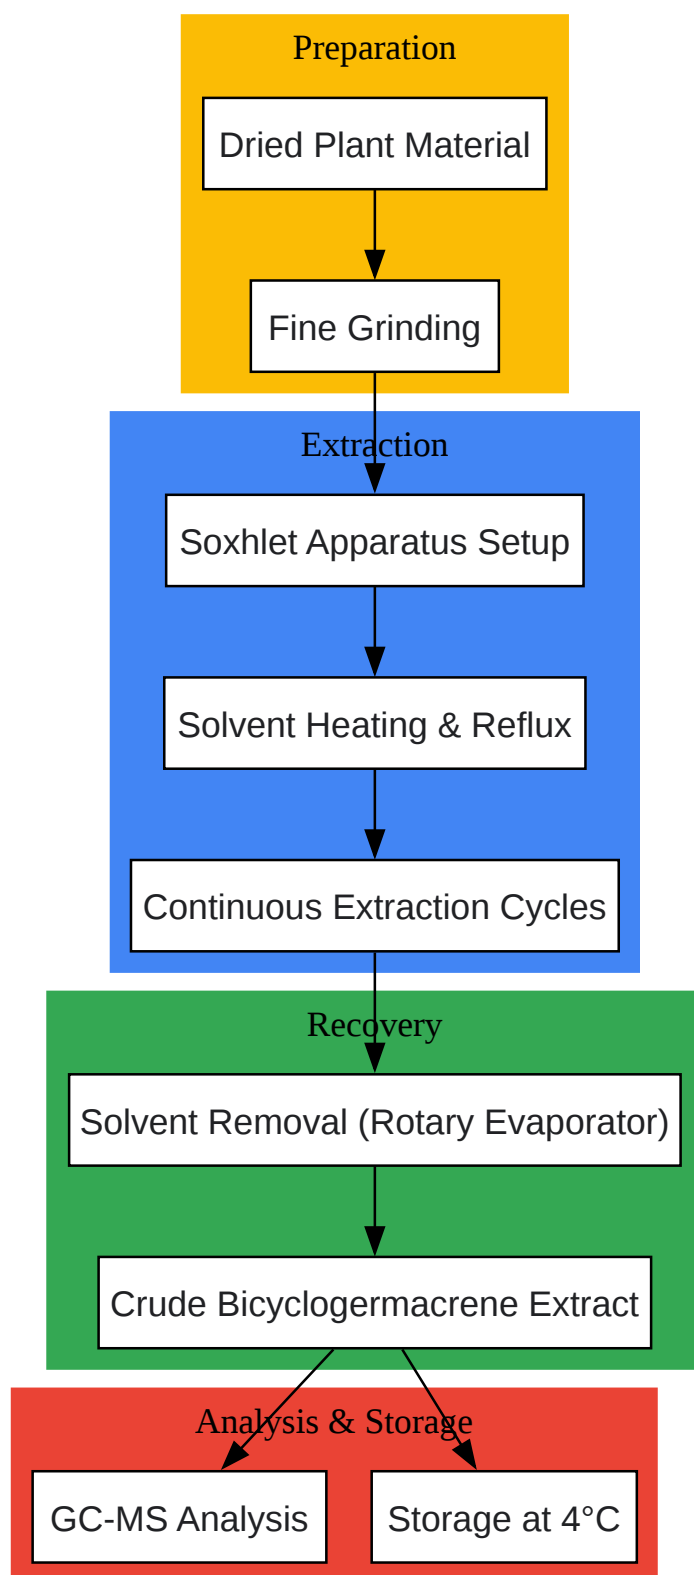 Preparation
Dried Plant Material
Fine Grinding
Extraction
Soxhlet Apparatus Setup
Solvent Heating & Reflux
Continuous Extraction Cycles
Recovery
Solvent Removal (Rotary Evaporator)
Crude Bicyclogermacrene Extract
Analysis & Storage
GC-MS Analysis
Storage at 4°C